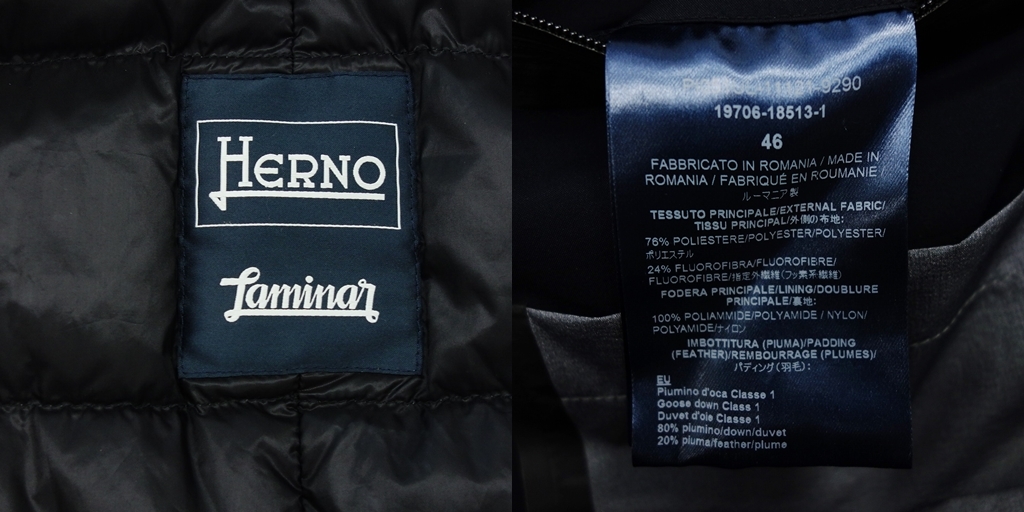 HERNO
Laminar
9290
19706-18513-1
46
FABBRICATO IN ROMANIA / MADE IN
ROMANIA / FABRIQUÉ EN ROUMANIE /
ルーマニア製
TESSUTO PRINCIPALE/EXTERNAL FABRIC/
TISSU PRINCIPAL/外側の布地:
76% POLIESTERE/POLYESTER/POLYESTER/
ポリエステル
24% FLUOROFIBRA/FLUOROFIBRE/
FLUOROFIBRE/指定外繊維(フッ素系繊維)
FODERA PRINCIPALE/LINING/DOUBLURE
PRINCIPALE/裏地:
100% POLIAMMIDE/POLYAMIDE / NYLON/
POLYAMIDE/ナイロン
IMBOTTITURA (PIUMA)/PADDING
(FEATHER)/REMBOURRAGE (PLUMES)/
パディング(羽毛):
EU
Piumino d'oca Classe 1
Goose down Class 1
Duvet d'oie Classe 1
80% piumino/down/duvet
20% piuma/feather/plume